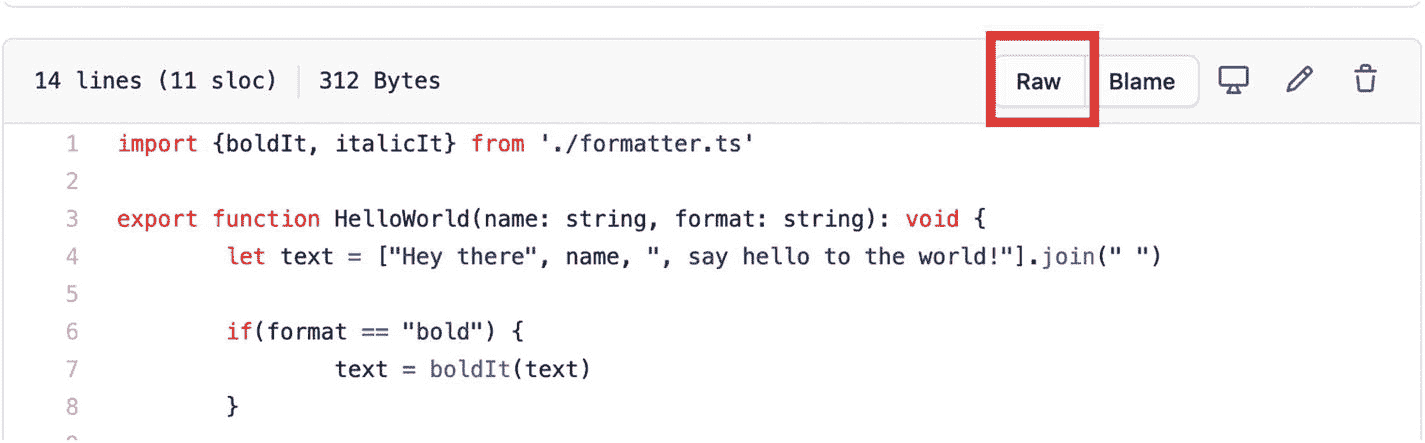 14 lines (11 sloc) 312 Bytes Raw Blame
1 import {boldIt, italicIt} from './formatter.ts'
2
3 export function HelloWorld(name: string, format: string): void {
4 let text = ["Hey there", name, ", say hello to the world!"].join(" ")
5
6 if(format == "bold") {
7 text = boldIt(text)
8 }